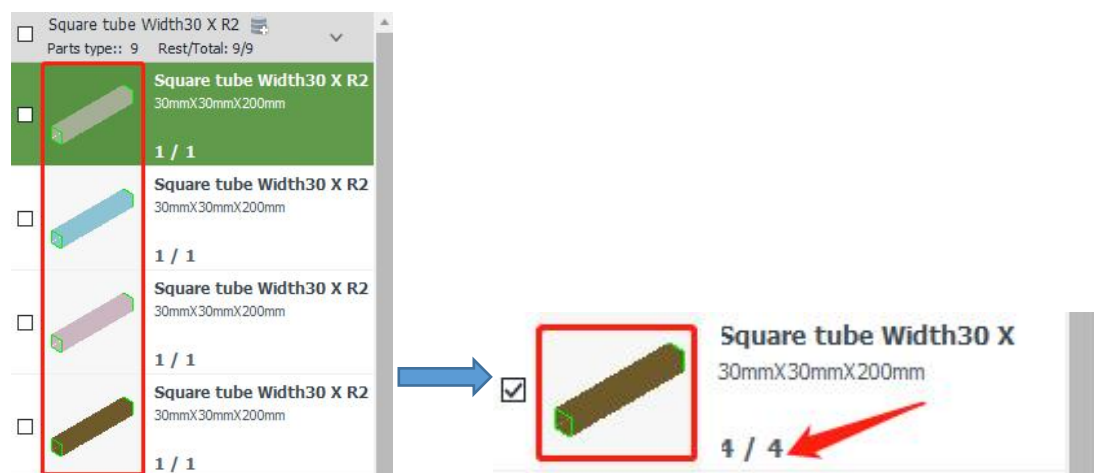 Square tube Width30 X R2
Parts type:: 9 Rest/Total: 9/9
Square tube Width30 X R2
30mmX30mmX200mm
1 / 1
Square tube Width30 X R2
30mmX30mmX200mm
1 / 1
Square tube Width30 X R2
30mmX30mmX200mm
1 / 1
Square tube Width30 X R2
30mmX30mmX200mm
1 / 1
Square tube Width30 X
30mmX30mmX200mm
4 / 4